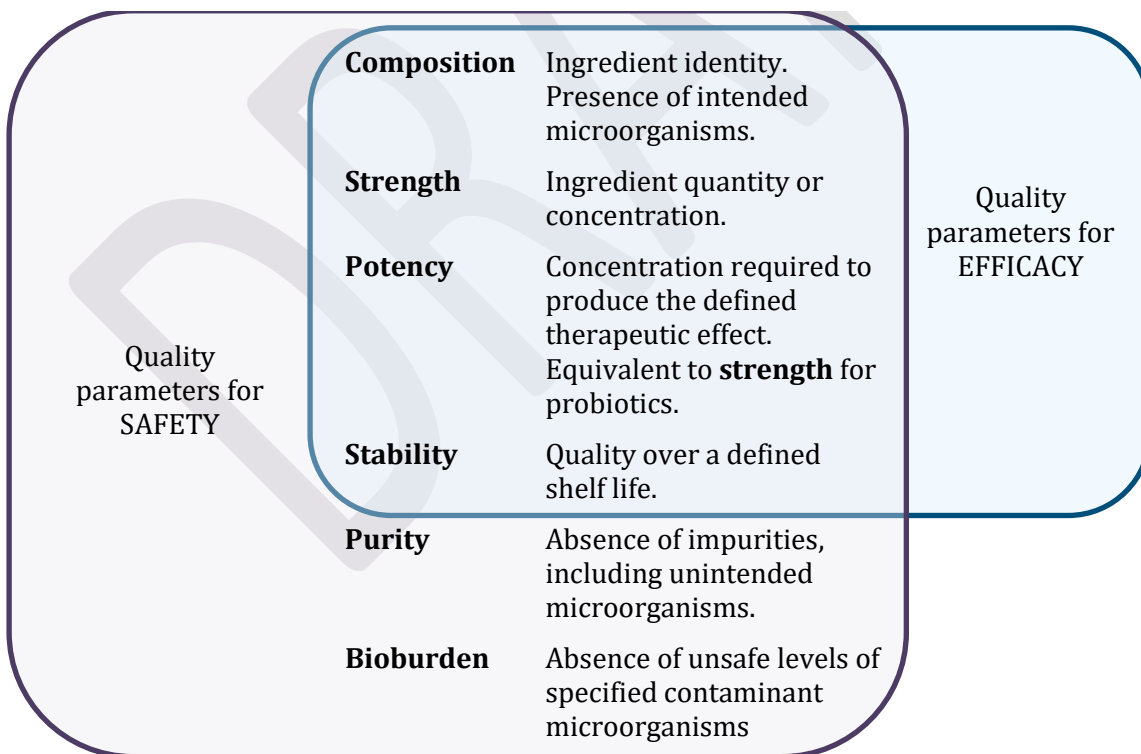 Composition Ingredient identity.
Presence of intended
microorganisms.
Strength Ingredient quantity or
concentration.
Potency Concentration required to
produce the defined
therapeutic effect.
Equivalent to strength for
probiotics.
Stability Quality over a defined
shelf life.
Purity Absence of impurities,
including unintended
microorganisms.
Bioburden Absence of unsafe levels of
specified contaminant
microorganisms
Quality
parameters for
SAFETY
Quality
parameters for
EFFICACY
DRA